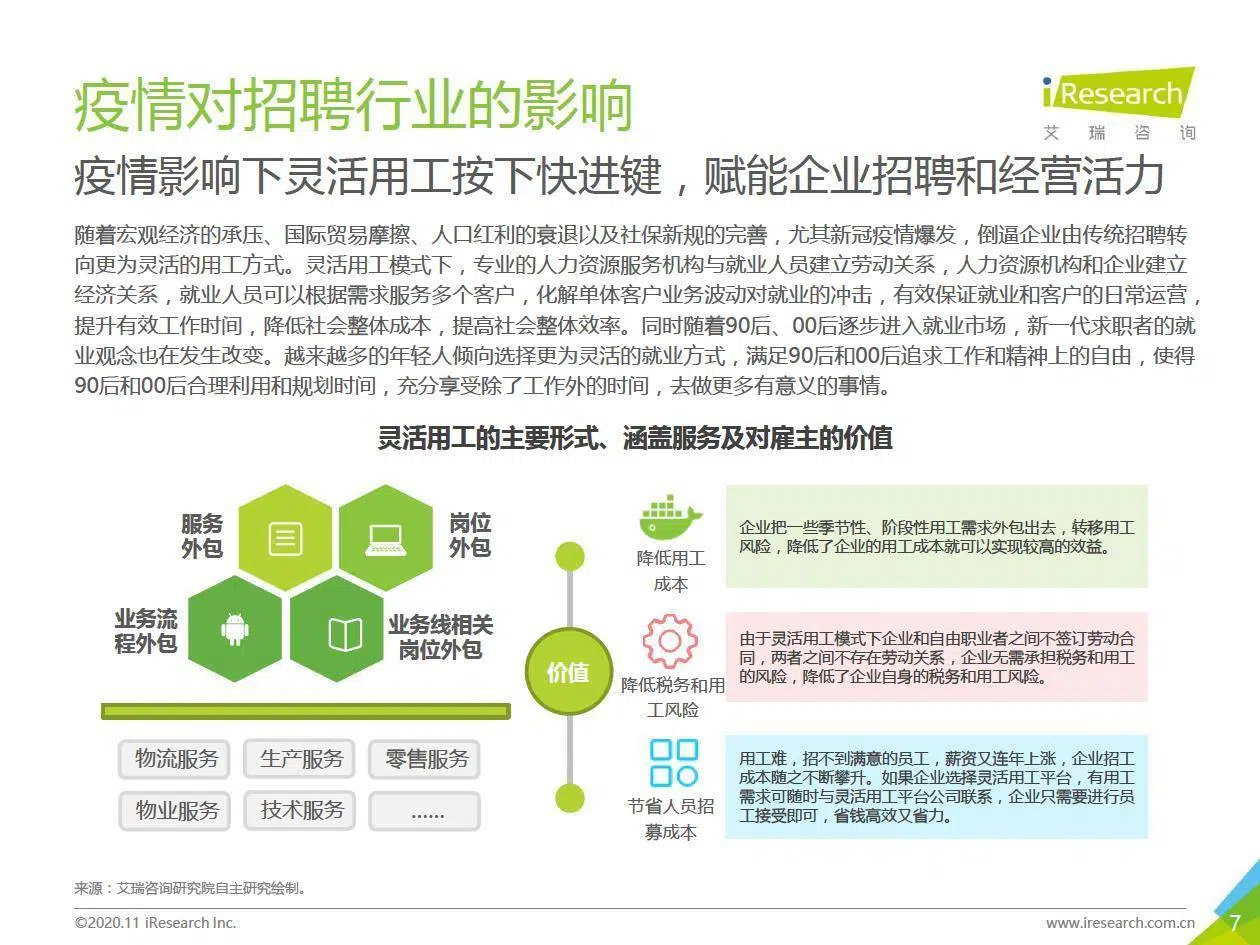 疫情对招聘行业的影响
iResearch
艾瑞咨询
疫情影响下灵活用工按下快进键，赋能企业招聘和经营活力
随着宏观经济的承压、国际贸易摩擦、人口红利的衰退以及社保新规的完善，尤其新冠疫情爆发，倒逼企业由传统招聘转
向更为灵活的用工方式。灵活用工模式下，专业的人力资源服务机构与就业人员建立劳动关系，人力资源机构和企业建立
经济关系，就业人员可以根据需求服务多个客户，化解单体客户业务波动对就业的冲击，有效保证就业和客户的日常运营，
提升有效工作时间，降低社会整体成本，提高社会整体效率。同时随着90后、00后逐步进入就业市场，新一代求职者的就
业观念也在发生改变。越来越多的年轻人倾向选择更为灵活的就业方式，满足90后和00后追求工作和精神上的自由，使得
90后和00后合理利用和规划时间，充分享受除了工作外的时间，去做更多有意义的事情。
灵活用工的主要形式、涵盖服务及对雇主的价值
服务
外包
岗位
外包
业务流
程外包
业务线相关
岗位外包
物流服务
生产服务
零售服务
物业服务
技术服务
......
价值
降低用工
成本
企业把一些季节性、阶段性用工需求外包出去，转移用工
风险，降低了企业的用工成本就可以实现较高的效益。
降低税务和用
工风险
由于灵活用工模式下企业和自由职业者之间不签订劳动合
同，两者之间不存在劳动关系，企业无需承担税务和用工
的风险，降低了企业自身的税务和用工风险。
节省人员招
募成本
用工难，招不到满意的员工，薪资又连年上涨，企业招工
成本随之不断攀升。如果企业选择灵活用工平台，有用工
需求可随时与灵活用工平台公司联系，企业只需要进行员
工接受即可，省钱高效又省力。
来源：艾瑞咨询研究院自主研究绘制。
©2020.11 iResearch Inc.
www.iresearch.com.cn
7